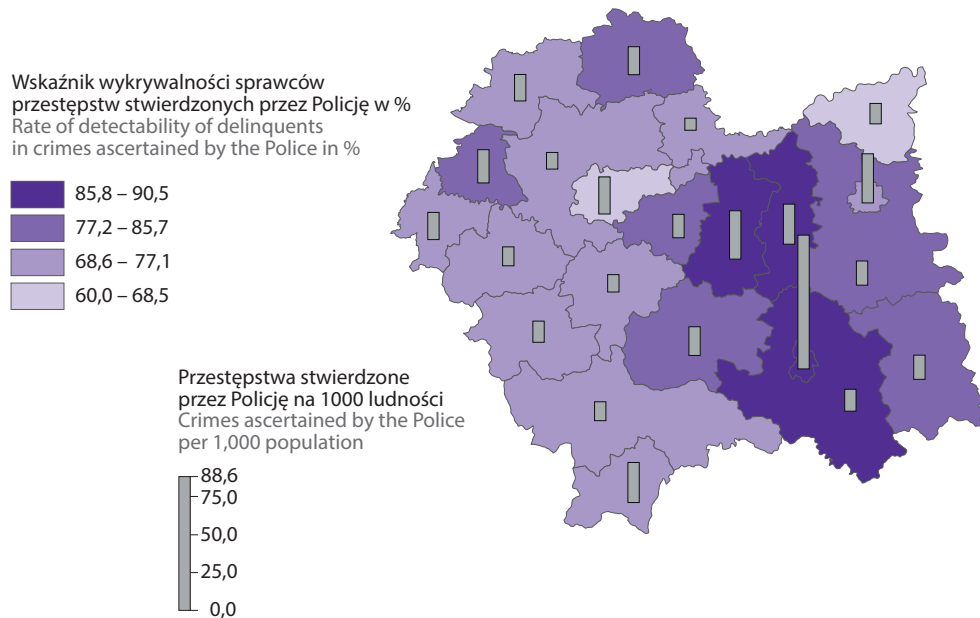 Wskaźnik wykrywalności sprawców
przestępstw stwierdzonych przez Policję w %
Rate of detectability of delinquents
in crimes ascertained by the Police in %
85,8 – 90,5
77,2 – 85,7
68,6 – 77,1
60,0 – 68,5
Przestępstwa stwierdzone
przez Policję na 1000 ludności
Crimes ascertained by the Police
per 1,000 population
88,6
75,0
50,0
25,0
0,0